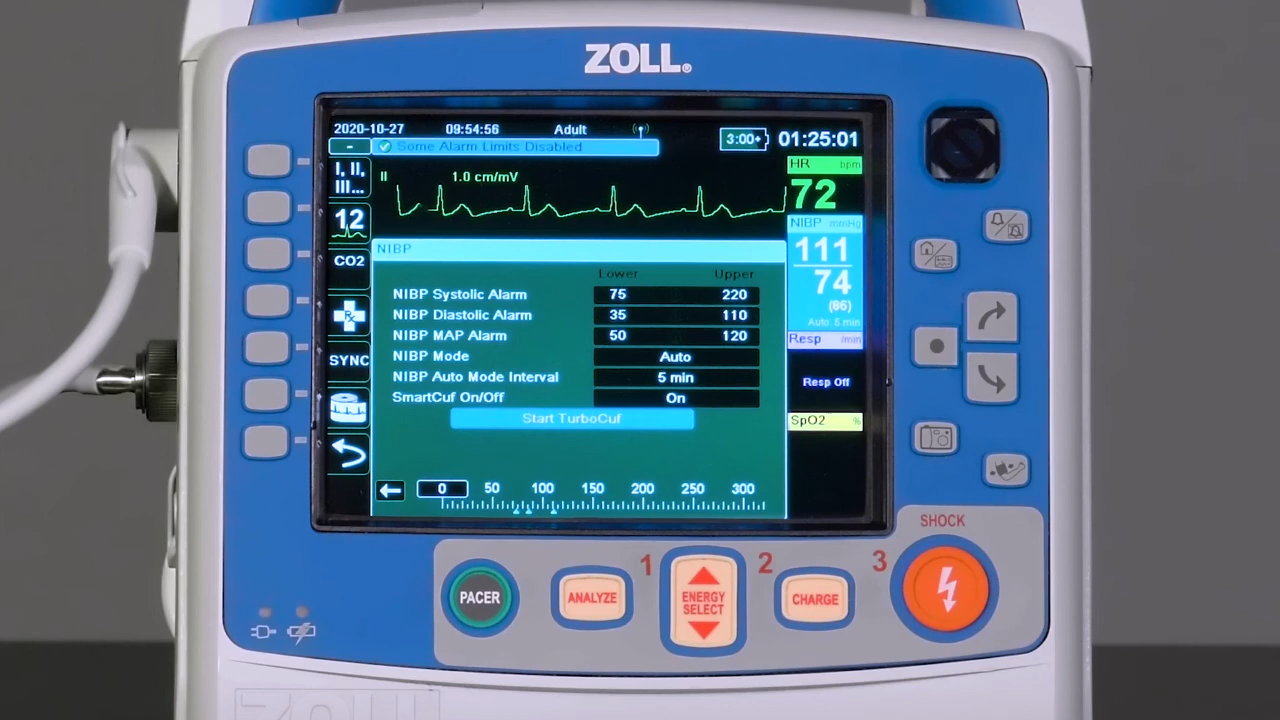 ZOLL®
2020-10-27 09:54:56 Adult 3:00+ 01:25:01
- Some Alarm Limits Disabled
HR bpm
72
I, II,
III...
II 1.0 cm/mV
12
NIBP mmHg
111
74
(86)
Auto: 5 min
CO2
NIBP
Lower Upper
NIBP Systolic Alarm 75 220
NIBP Diastolic Alarm 35 110
NIBP MAP Alarm 50 120
NIBP Mode Auto
NIBP Auto Mode Interval 5 min
SmartCuf On/Off On
Start TurboCuf
Rx
SYNC
Resp /min
Resp Off
SpO2 %
0 50 100 150 200 250 300
SHOCK
1 2 3
PACER
ANALYZE
ENERGY
SELECT
CHARGE
ZOLL